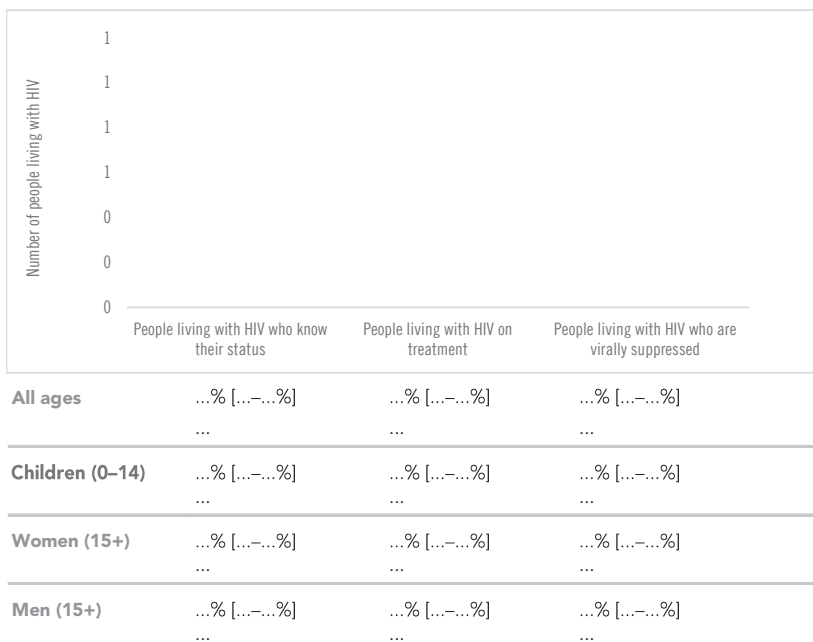 Number of people living with HIV
1
1
1
1
0
0
0
People living with HIV who know
their status
People living with HIV on
treatment
People living with HIV who are
virally suppressed
All ages ...% [...–...%] ...% [...–...%] ...% [...–...%]
... ... ...
Children (0–14) ...% [...–...%] ...% [...–...%] ...% [...–...%]
... ... ...
Women (15+) ...% [...–...%] ...% [...–...%] ...% [...–...%]
... ... ...
Men (15+) ...% [...–...%] ...% [...–...%] ...% [...–...%]
... ... ...